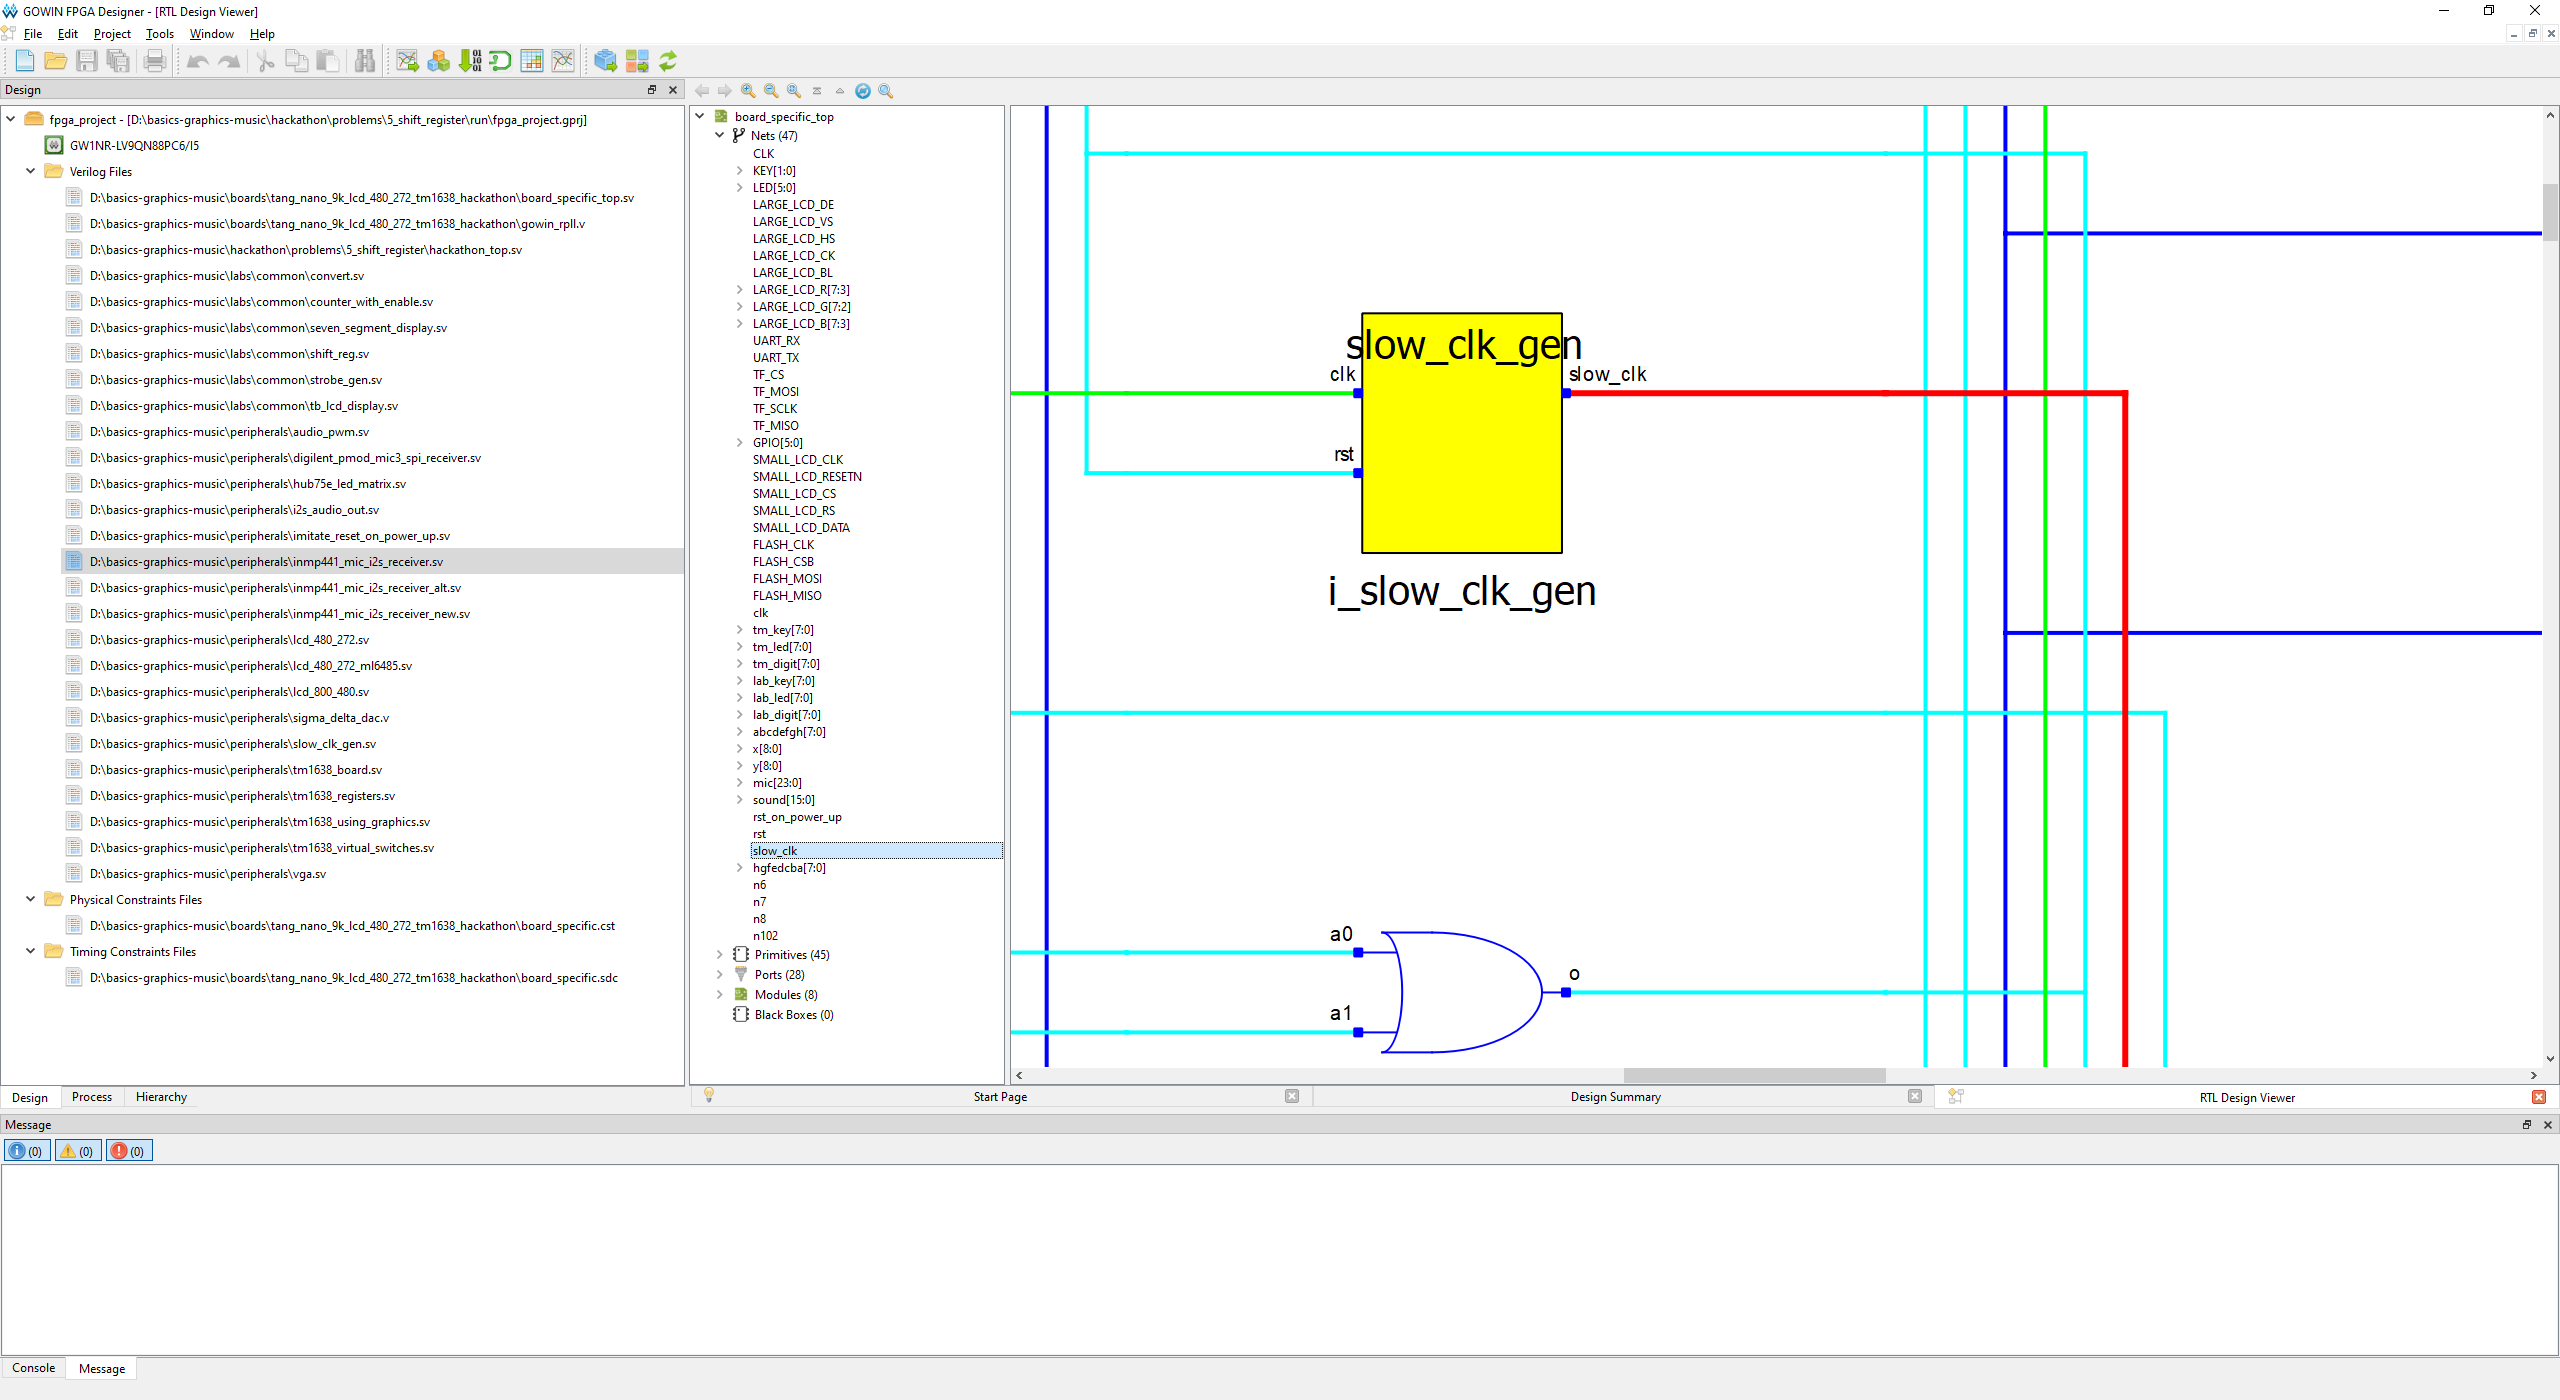 GOWIN FPGA Designer - [RTL Design Viewer]
File Edit Project Tools Window Help
Design
fpga_project - [D:\basics-graphics-music\hackathon\problems\5_shift_register\run\fpga_project.gprj]
GW1NR-LV9QN88PC6/I5
Verilog Files
D:\basics-graphics-music\boards\tang_nano_9k_lcd_480_272_tm1638_hackathon\board_specific_top.sv
D:\basics-graphics-music\boards\tang_nano_9k_lcd_480_272_tm1638_hackathon\gowin_rpll.v
D:\basics-graphics-music\hackathon\problems\5_shift_register\hackathon_top.sv
D:\basics-graphics-music\labs\common\convert.sv
D:\basics-graphics-music\labs\common\counter_with_enable.sv
D:\basics-graphics-music\labs\common\seven_segment_display.sv
D:\basics-graphics-music\labs\common\shift_reg.sv
D:\basics-graphics-music\labs\common\strobe_gen.sv
D:\basics-graphics-music\labs\common\tb_lcd_display.sv
D:\basics-graphics-music\peripherals\audio_pwm.sv
D:\basics-graphics-music\peripherals\digilent_pmod_mic3_spi_receiver.sv
D:\basics-graphics-music\peripherals\hub75e_led_matrix.sv
D:\basics-graphics-music\peripherals\i2s_audio_out.sv
D:\basics-graphics-music\peripherals\imitate_reset_on_power_up.sv
D:\basics-graphics-music\peripherals\inmp441_mic_i2s_receiver.sv
D:\basics-graphics-music\peripherals\inmp441_mic_i2s_receiver_alt.sv
D:\basics-graphics-music\peripherals\inmp441_mic_i2s_receiver_new.sv
D:\basics-graphics-music\peripherals\lcd_480_272.sv
D:\basics-graphics-music\peripherals\lcd_480_272_ml6485.sv
D:\basics-graphics-music\peripherals\lcd_800_480.sv
D:\basics-graphics-music\peripherals\sigma_delta_dac.v
D:\basics-graphics-music\peripherals\slow_clk_gen.sv
D:\basics-graphics-music\peripherals\tm1638_board.sv
D:\basics-graphics-music\peripherals\tm1638_registers.sv
D:\basics-graphics-music\peripherals\tm1638_using_graphics.sv
D:\basics-graphics-music\peripherals\tm1638_virtual_switches.sv
D:\basics-graphics-music\peripherals\vga.sv
Physical Constraints Files
D:\basics-graphics-music\boards\tang_nano_9k_lcd_480_272_tm1638_hackathon\board_specific.cst
Timing Constraints Files
D:\basics-graphics-music\boards\tang_nano_9k_lcd_480_272_tm1638_hackathon\board_specific.sdc
Design Process Hierarchy
board_specific_top
Nets (47)
CLK
KEY[1:0]
LED[5:0]
LARGE_LCD_DE
LARGE_LCD_VS
LARGE_LCD_HS
LARGE_LCD_CK
LARGE_LCD_BL
LARGE_LCD_R[7:3]
LARGE_LCD_G[7:2]
LARGE_LCD_B[7:3]
UART_RX
UART_TX
TF_CS
TF_MOSI
TF_SCLK
TF_MISO
GPIO[5:0]
SMALL_LCD_CLK
SMALL_LCD_RESETN
SMALL_LCD_CS
SMALL_LCD_RS
SMALL_LCD_DATA
FLASH_CLK
FLASH_CSB
FLASH_MOSI
FLASH_MISO
clk
tm_key[7:0]
tm_led[7:0]
tm_digit[7:0]
lab_key[7:0]
lab_led[7:0]
lab_digit[7:0]
abcdefgh[7:0]
x[8:0]
y[8:0]
mic[23:0]
sound[15:0]
rst_on_power_up
rst
slow_clk
hgfedcba[7:0]
n6
n7
n8
n102
Primitives (45)
Ports (28)
Modules (8)
Black Boxes (0)
slow_clk_gen
clk slow_clk
rst
i_slow_clk_gen
a0
o
a1
Start Page Design Summary RTL Design Viewer
Message
(0) (0) (0)
Console Message